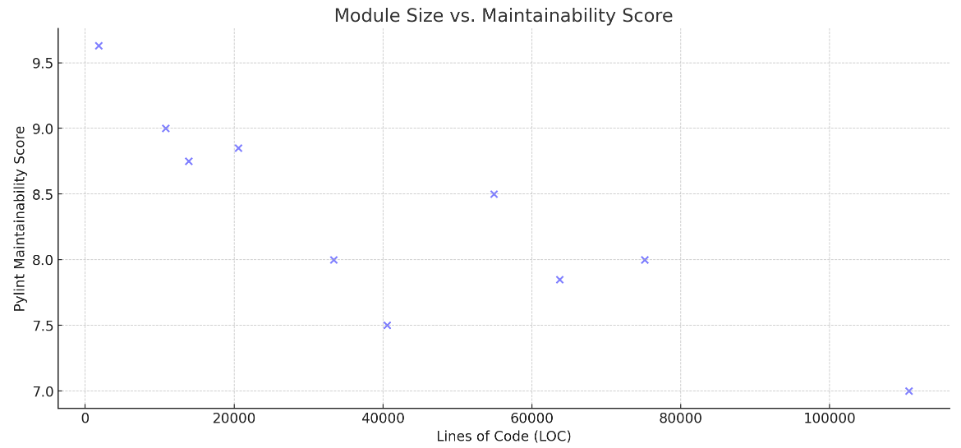 Module Size vs. Maintainability Score
Pylint Maintainability Score
9.5
9.0
8.5
8.0
7.5
7.0
0 20000 40000 60000 80000 100000
Lines of Code (LOC)